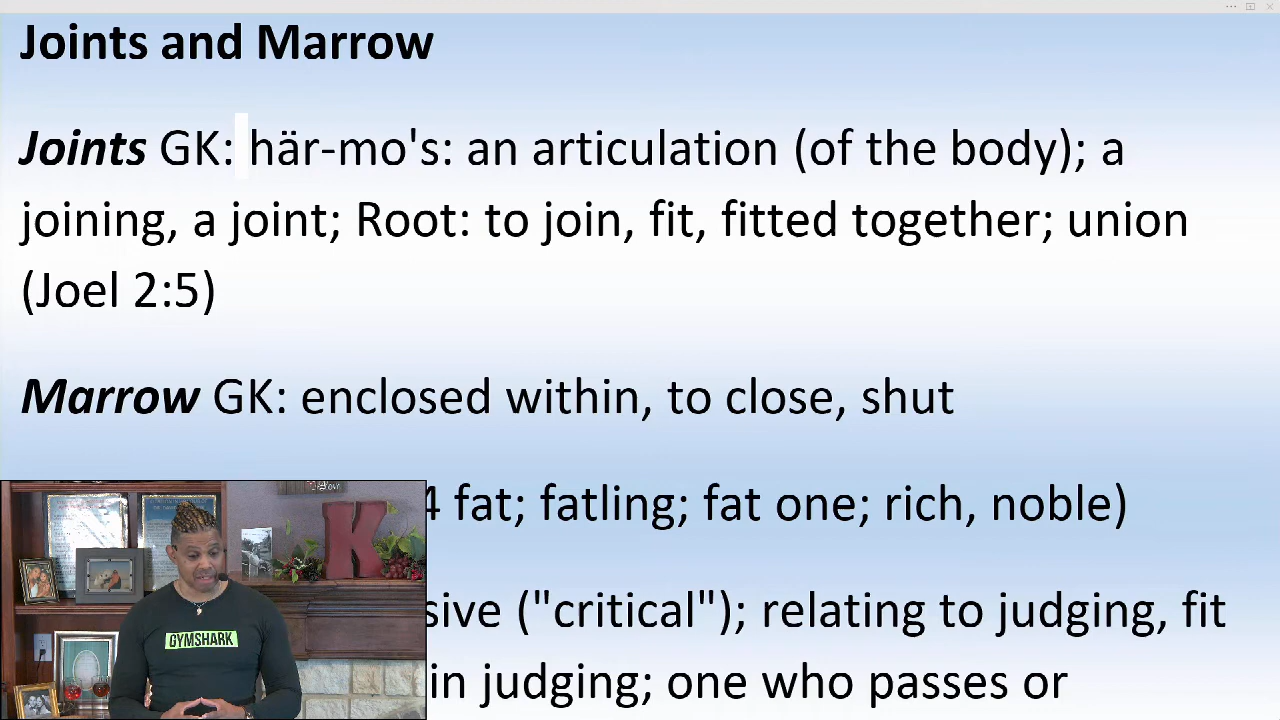 Joints and Marrow
Joints GK: här-mo's: an articulation (of the body); a
joining, a joint; Root: to join, fit, fitted together; union
(Joel 2:5)
Marrow GK: enclosed within, to close, shut
4 fat; fatling; fat one; rich, noble)
sive ("critical"); relating to judging, fit
in judging; one who passes or
K
GYMSHARK